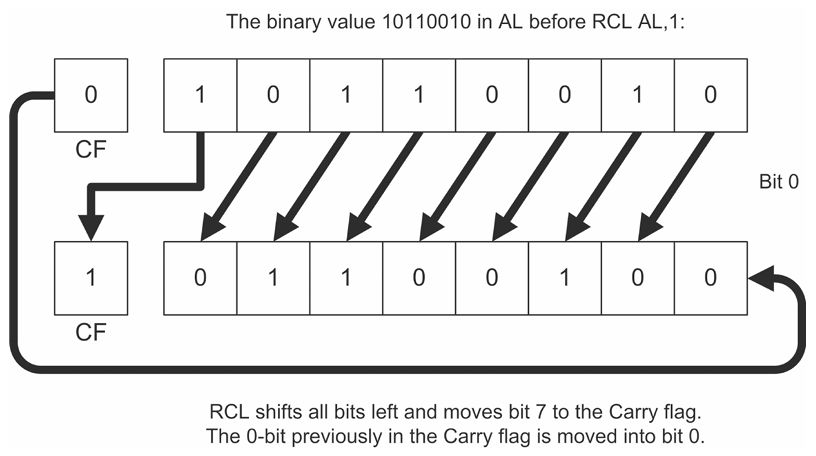 The binary value 10110010 in AL before RCL AL,1:
0 1 0 1 1 0 0 1 0
CF
Bit 0
1 0 1 1 0 0 1 0 0
CF
RCL shifts all bits left and moves bit 7 to the Carry flag.
The 0-bit previously in the Carry flag is moved into bit 0.